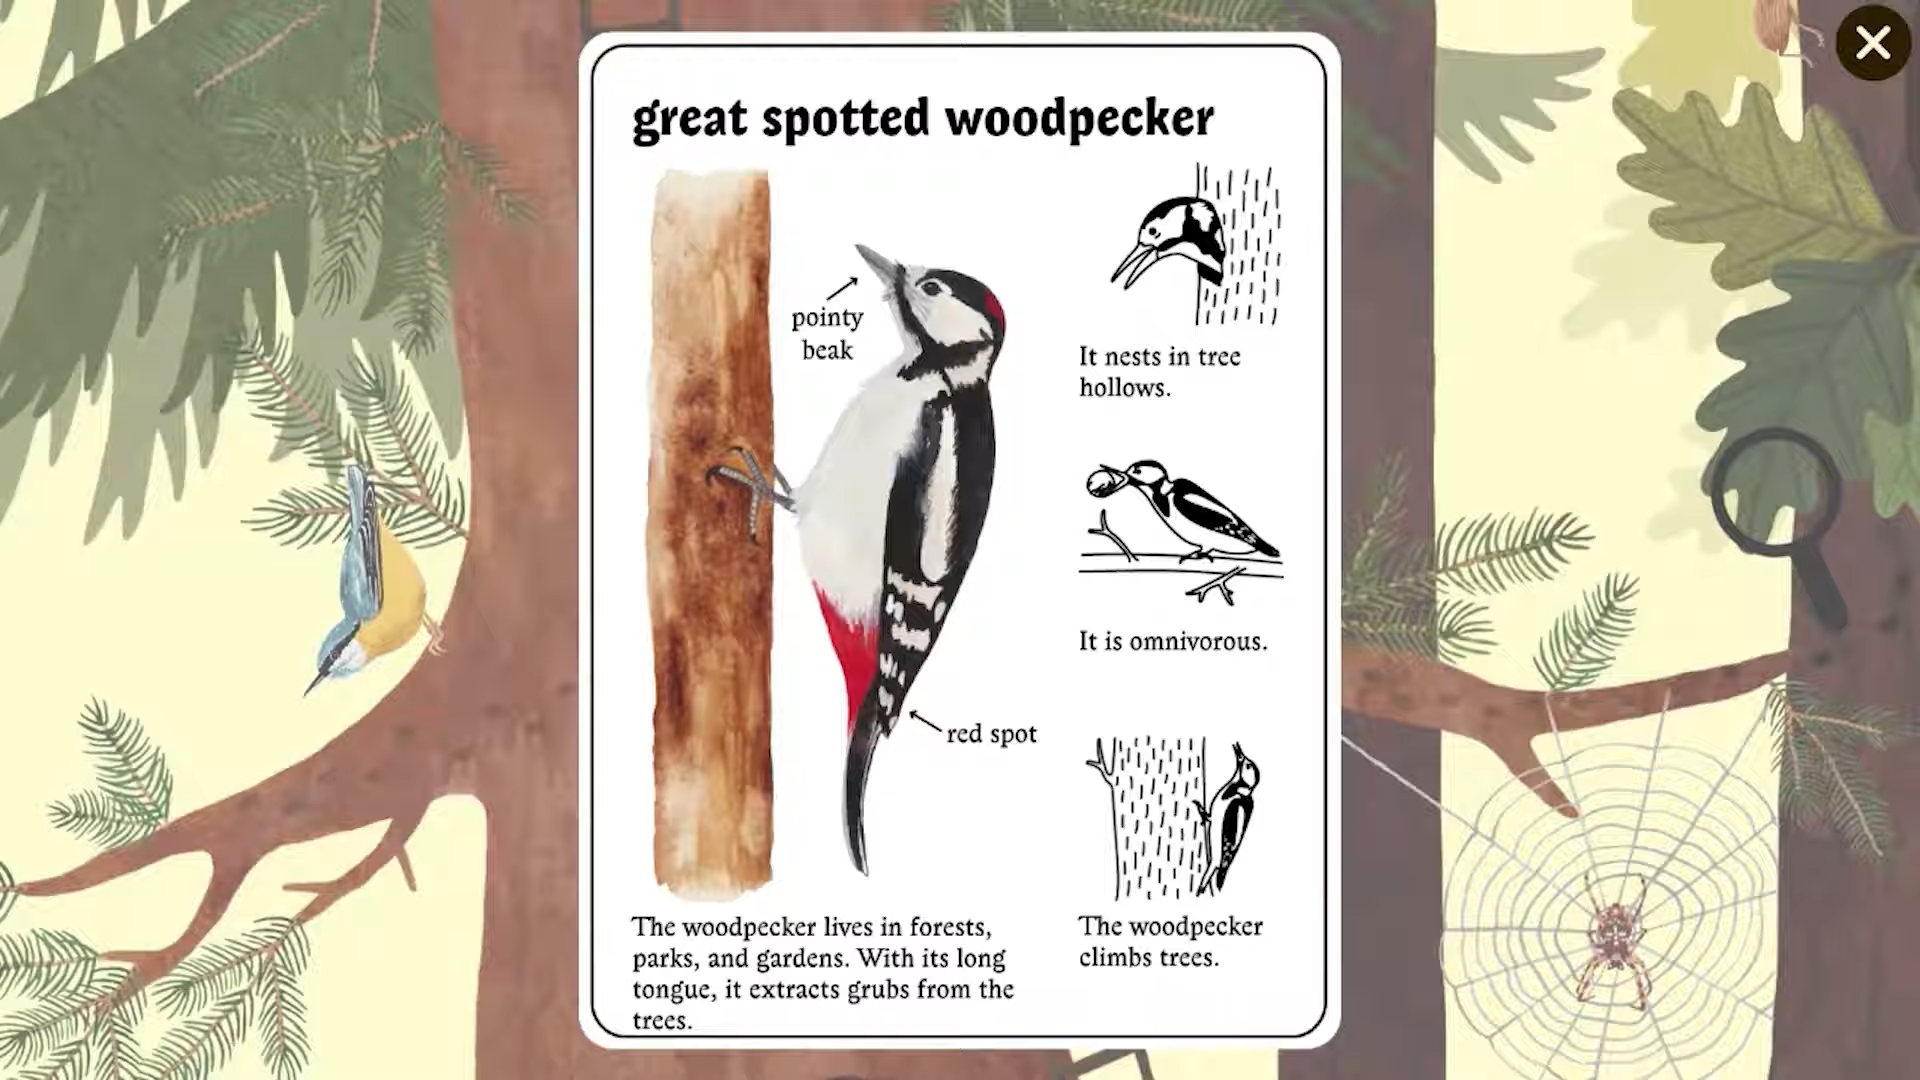 great spotted woodpecker
pointy
beak
It nests in tree
hollows.
It is omnivorous.
red spot
The woodpecker lives in forests,
parks, and gardens. With its long
tongue, it extracts grubs from the
trees.
The woodpecker
climbs trees.